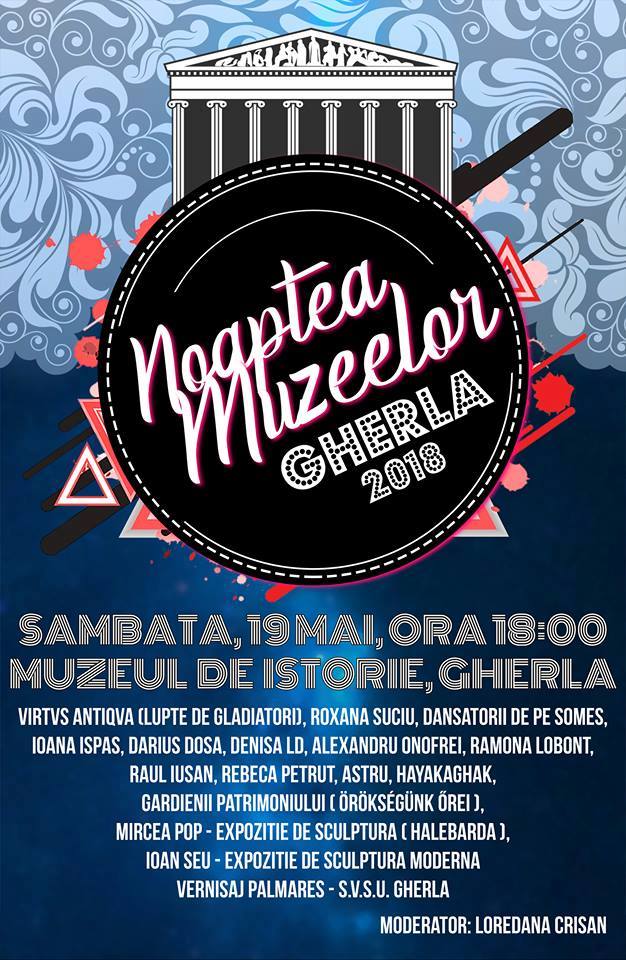 Noaptea
Muzeelor
GHERLA
2018
SAMBATA, 19 MAI, ORA 18:00
MUZEUL DE ISTORIE, GHERLA
VIRTVS ANTIQVA (LUPTE DE GLADIATORI), ROXANA SUCIU, DANSATORII DE PE SOMES,
IOANA ISPAS, DARIUS DOSA, DENISA LD, ALEXANDRU ONOFREI, RAMONA LOBONT,
RAUL IUSAN, REBECA PETRUT, ASTRU, HAYAKAGHAK,
GARDIENII PATRIMONIULUI ( ÖRÖKSÉGÜNK ŐREI ),
MIRCEA POP - EXPOZITIE DE SCULPTURA ( HALEBARDA ),
IOAN SEU - EXPOZITIE DE SCULPTURA MODERNA
VERNISAJ PALMARES - S.V.S.U. GHERLA
MODERATOR: LOREDANA CRISAN